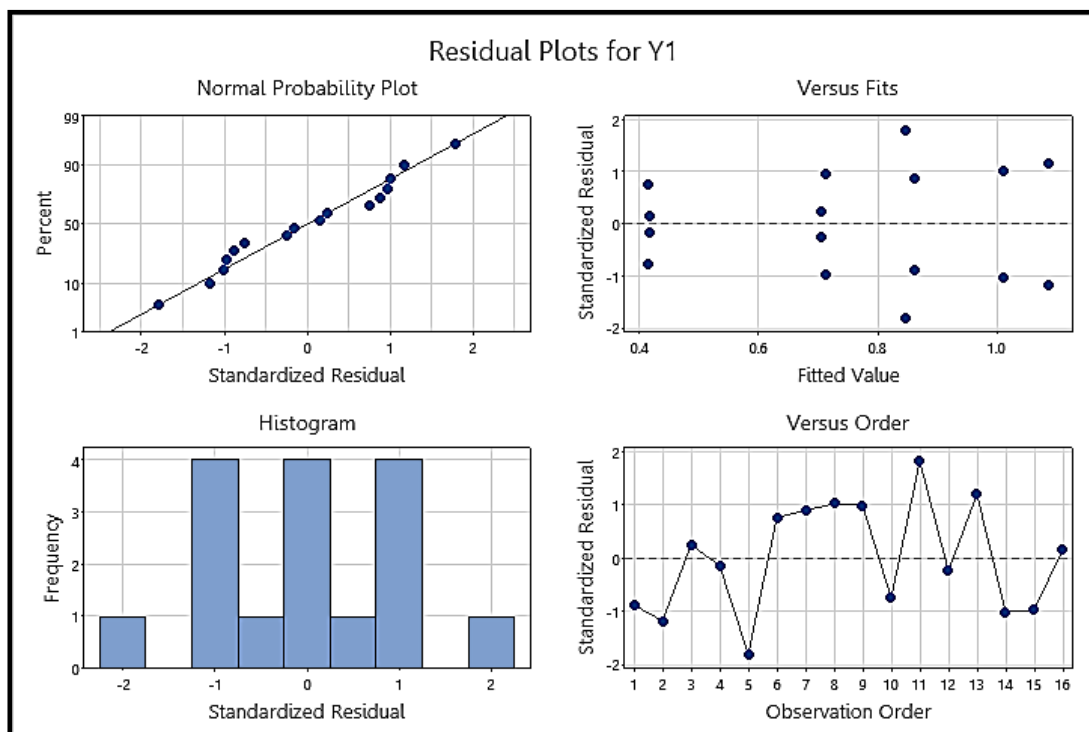 Residual Plots for Y1
Normal Probability Plot
99
90
50
10
1
Percent
-2 -1 0 1 2
Standardized Residual
Versus Fits
2
1
0
-1
-2
Standardized Residual
0.4 0.6 0.8 1.0
Fitted Value
Histogram
4
3
2
1
0
Frequency
-2 -1 0 1 2
Standardized Residual
Versus Order
2
1
0
-1
-2
Standardized Residual
1 2 3 4 5 6 7 8 9 10 11 12 13 14 15 16
Observation Order